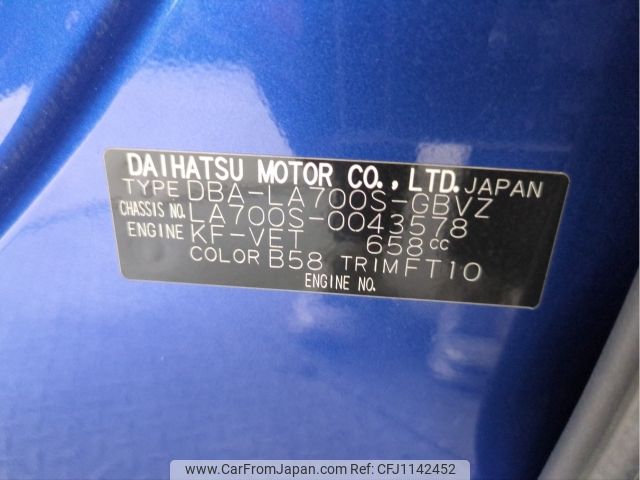 DAIHATSU MOTOR CO., LTD. JAPAN
TYPE DBA-LA700S-GBVZ
CHASSIS NO. LA700S-0043578
ENGINE KF-VET 658cc
COLOR B58 TRIM FT10
ENGINE NO.
www.CarFromJapan.com ID:CFJ1142452